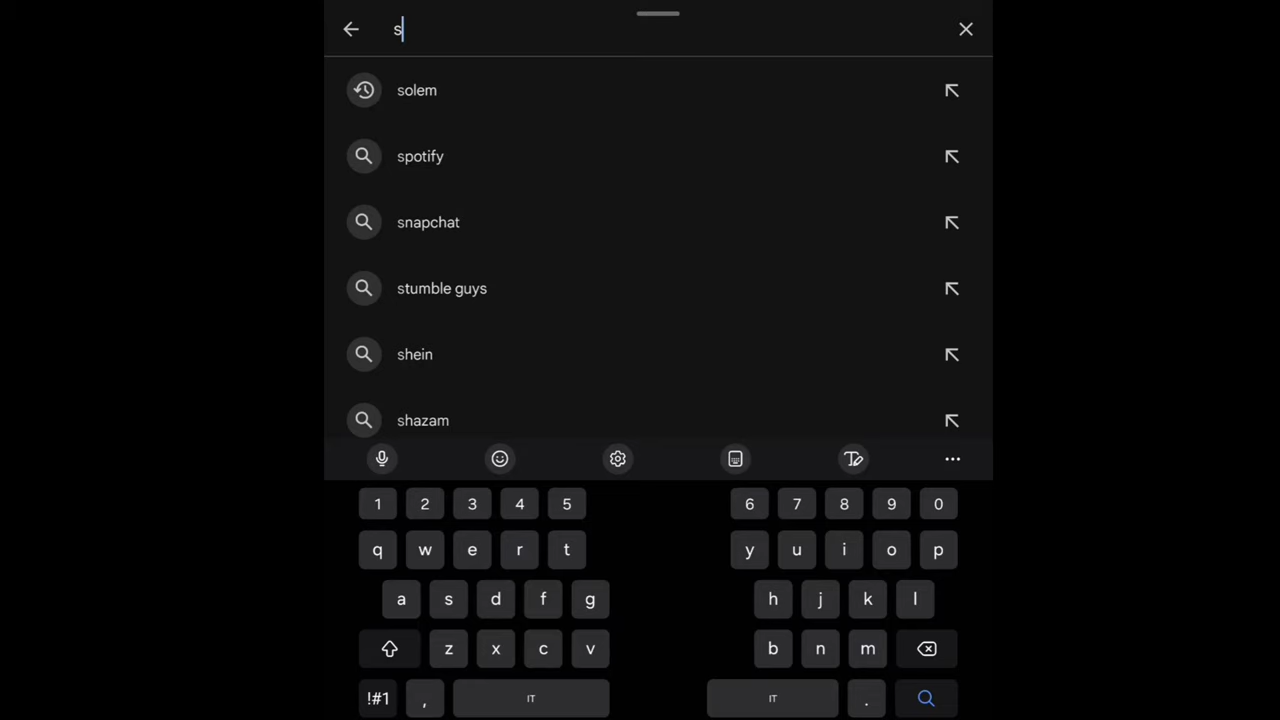 s
solem
spotify
snapchat
stumble guys
shein
shazam
1 2 3 4 5 6 7 8 9 0
q w e r t y u i o p
a s d f g h j k l
z x c v b n m
!#1 , IT IT .